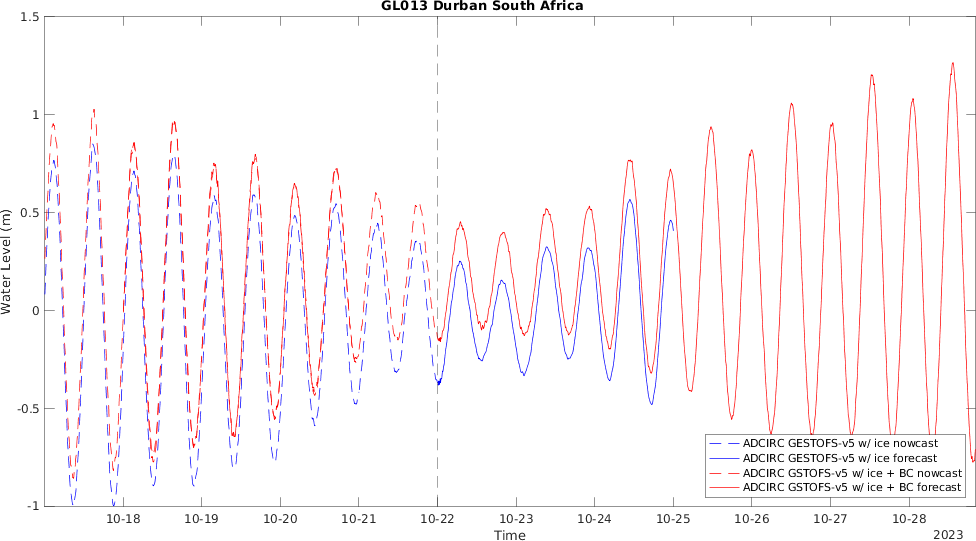 GL013 Durban South Africa
1.5
1
0.5
0
-0.5
-1
Water Level (m)
10-18 10-19 10-20 10-21 10-22 10-23 10-24 10-25 10-26 10-27 10-28
Time
2023
ADCIRC GESTOFS-v5 w/ ice nowcast
ADCIRC GESTOFS-v5 w/ ice forecast
ADCIRC GSTOFS-v5 w/ ice + BC nowcast
ADCIRC GSTOFS-v5 w/ ice + BC forecast